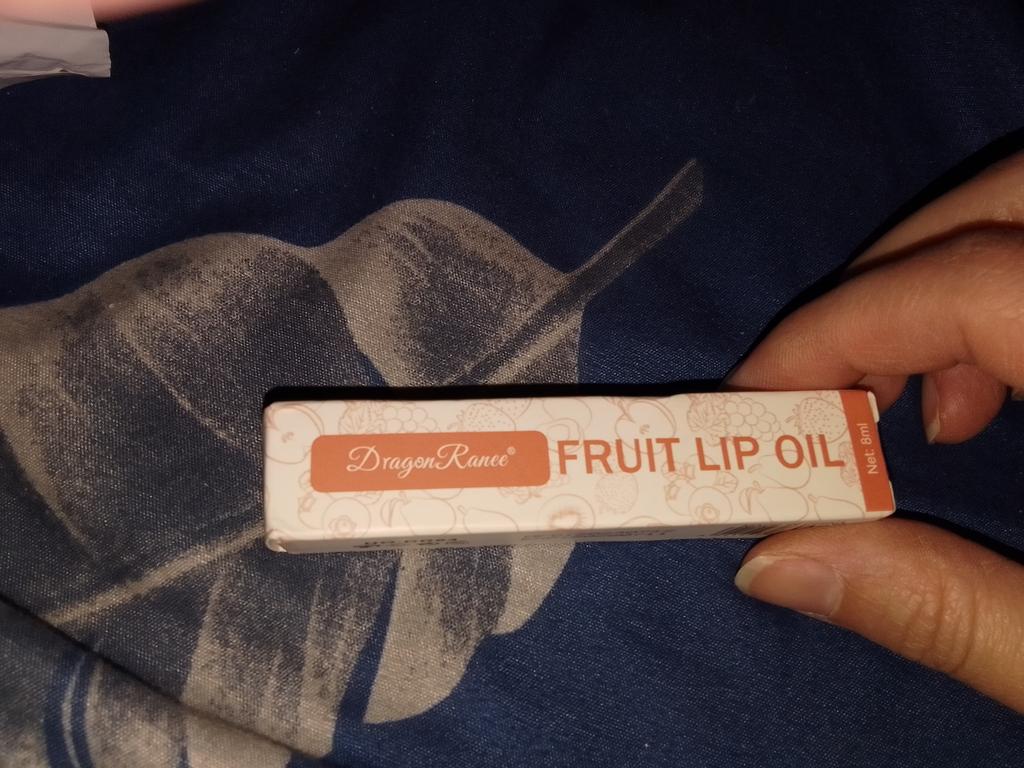 DragonRanee®
FRUIT LIP OIL
Net: 8ml